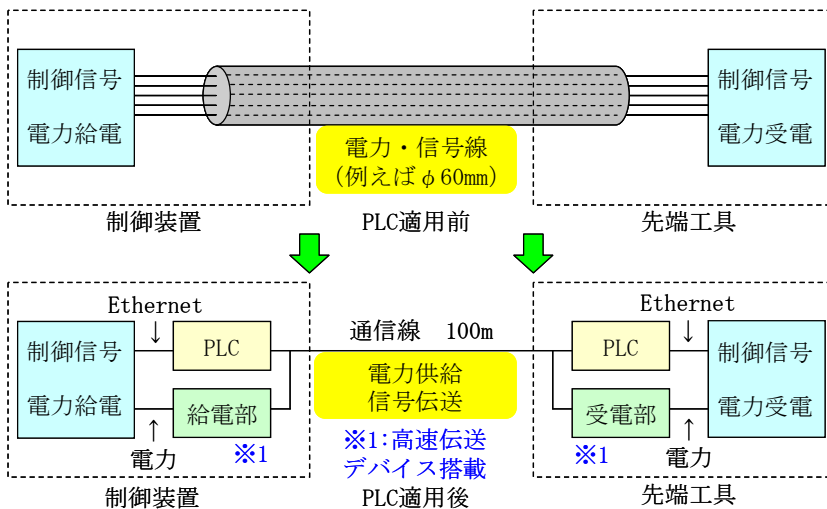 制御信号
電力給電
電力・信号線
(例えばφ60mm)
制御信号
電力受電
制御装置
PLC適用前
先端工具
Ethernet
制御信号
電力給電
PLC
給電部
電力
※1
制御装置
通信線 100m
電力供給
信号伝送
※1:高速伝送
デバイス搭載
PLC適用後
Ethernet
PLC
制御信号
電力受電
受電部
※1
電力
先端工具